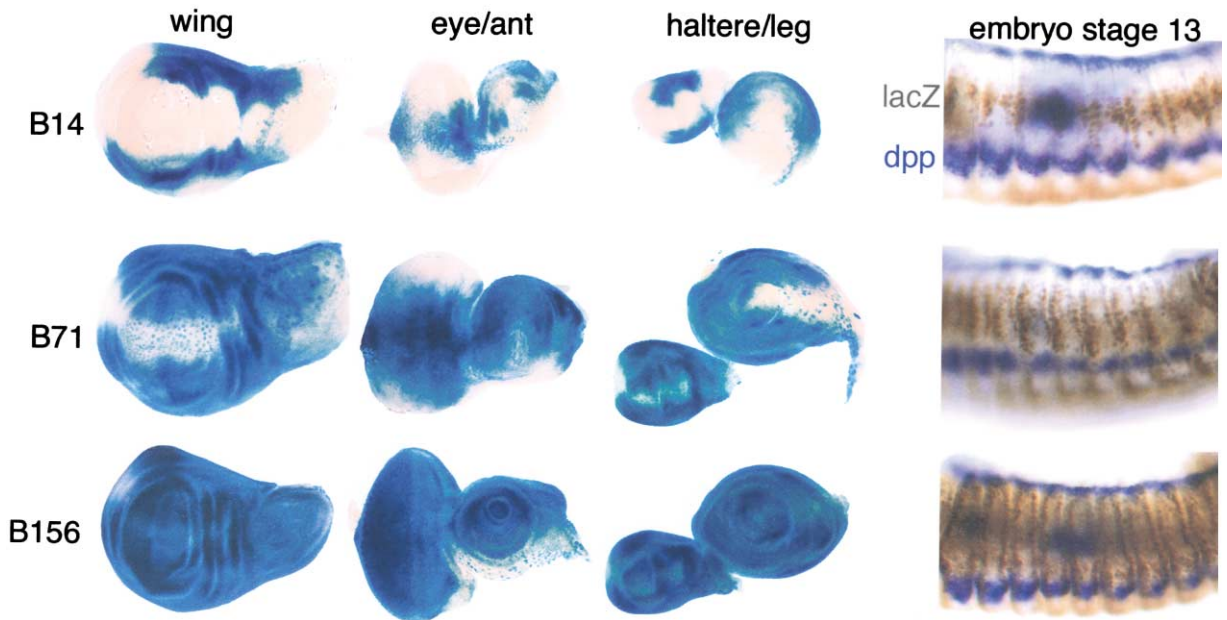 wing eye/ant haltere/leg embryo stage 13
B14
lacZ
dpp
B71
B156